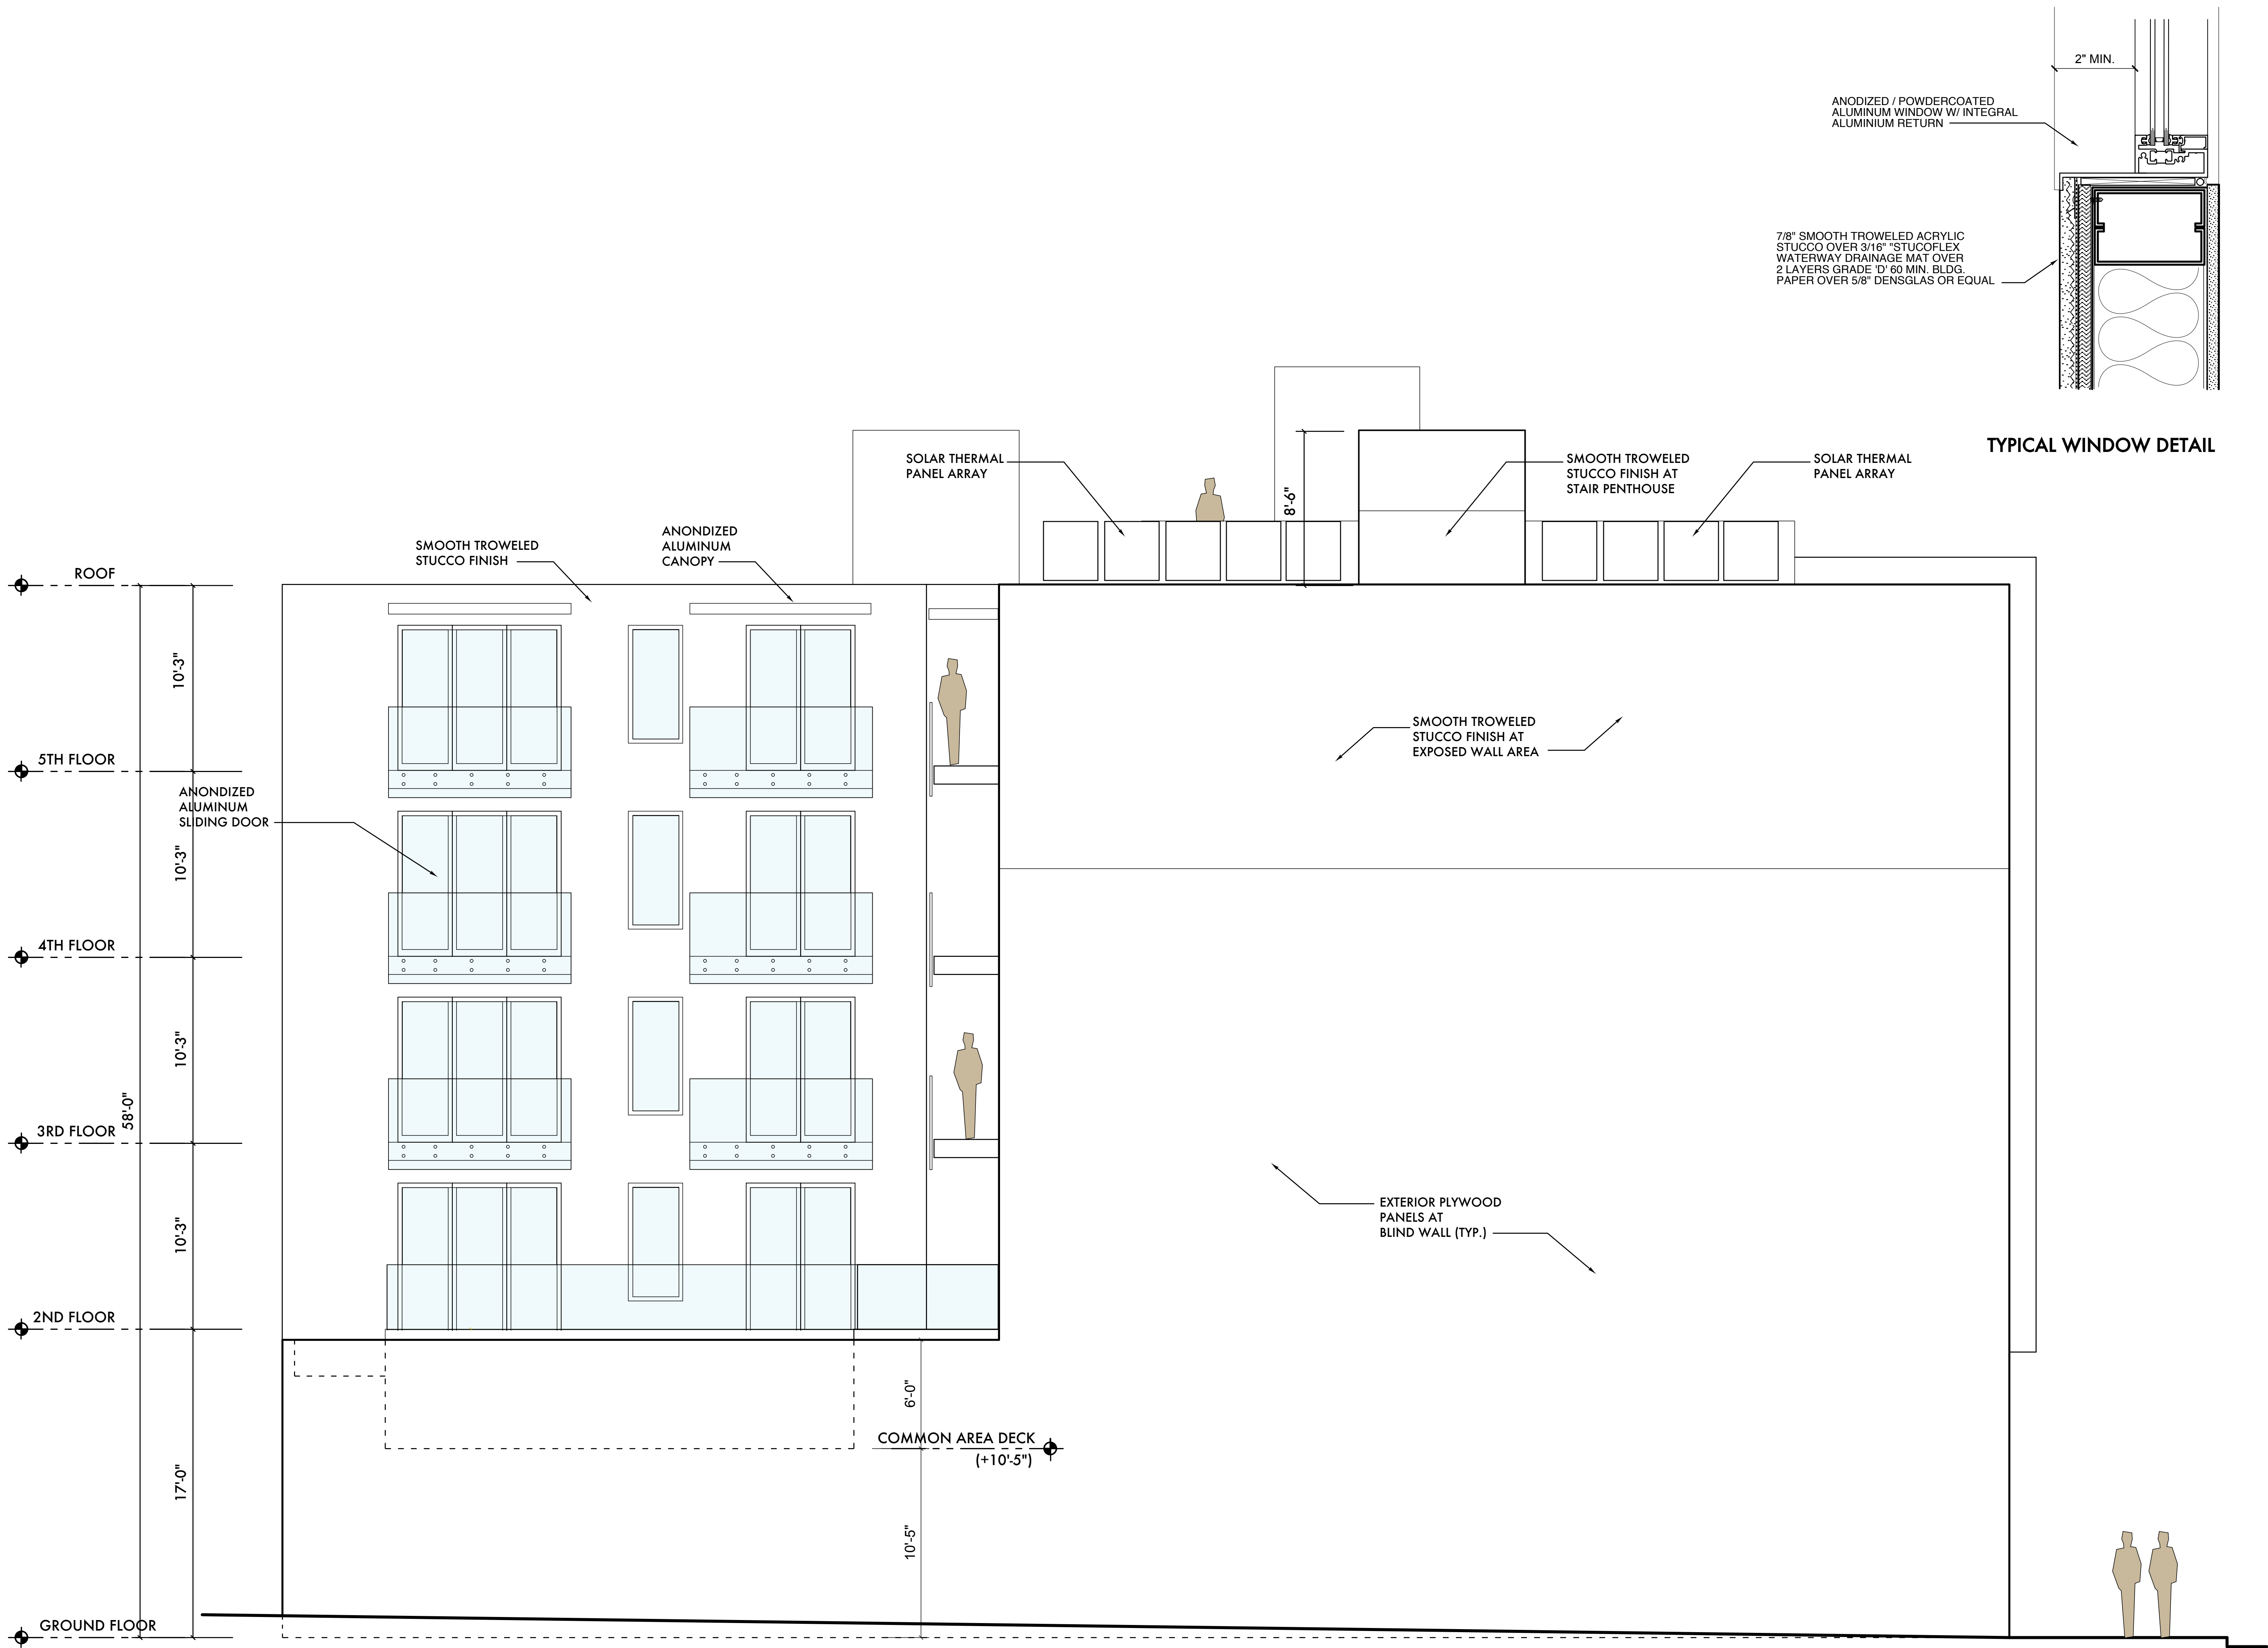 2" MIN.
ANODIZED / POWDERCOATED
ALUMINUM WINDOW W/ INTEGRAL
ALUMINIUM RETURN
7/8" SMOOTH TROWELED ACRYLIC
STUCCO OVER 3/16" "STUCOFLEX
WATERWAY DRAINAGE MAT OVER
2 LAYERS GRADE 'D' 60 MIN. BLDG.
PAPER OVER 5/8" DENSGLAS OR EQUAL
TYPICAL WINDOW DETAIL
SOLAR THERMAL
PANEL ARRAY
8'-6"
SMOOTH TROWELED
STUCCO FINISH AT
STAIR PENTHOUSE
SOLAR THERMAL
PANEL ARRAY
SMOOTH TROWELED
STUCCO FINISH
ANONDIZED
ALUMINUM
CANOPY
ROOF
10'-3"
SMOOTH TROWELED
STUCCO FINISH AT
EXPOSED WALL AREA
5TH FLOOR
ANONDIZED
ALUMINUM
SLIDING DOOR
10'-3"
4TH FLOOR
10'-3"
58'-0"
3RD FLOOR
EXTERIOR PLYWOOD
PANELS AT
BLIND WALL (TYP.)
10'-3"
2ND FLOOR
6'-0"
COMMON AREA DECK
(+10'-5")
17'-0"
10'-5"
GROUND FLOOR